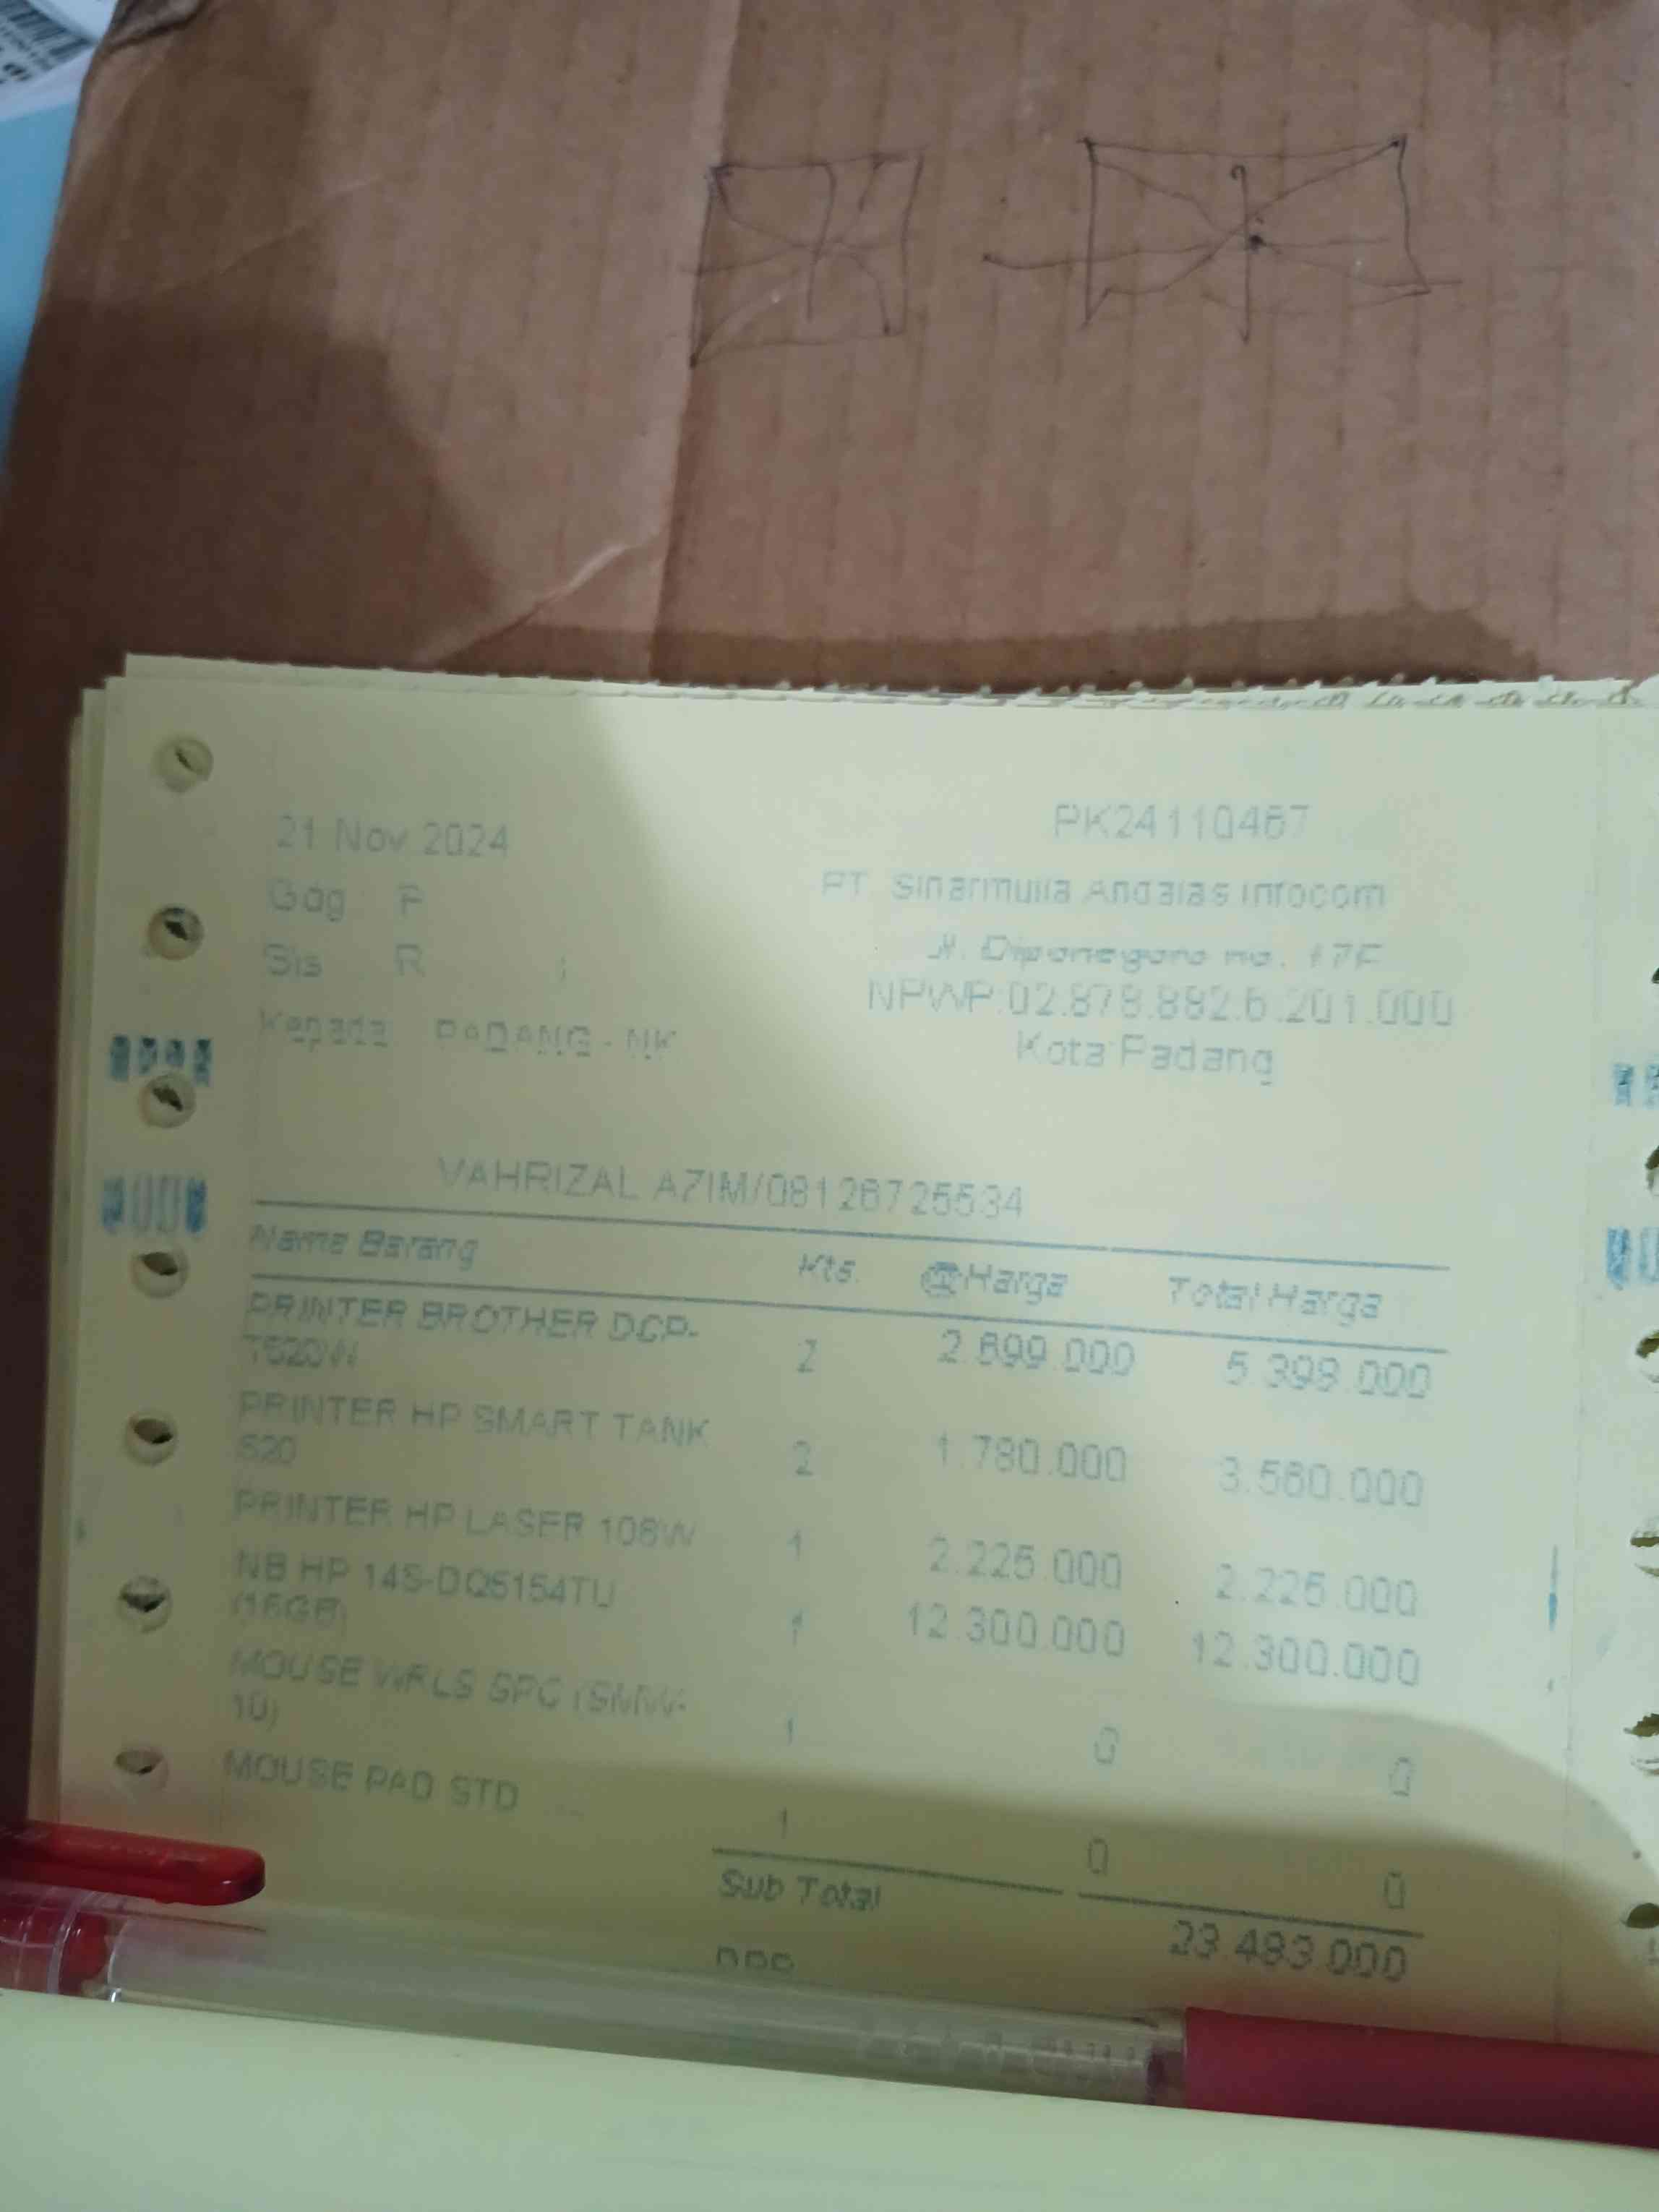 21 Nov 2024
PK24110467
Gdg P
PT. Sinarmulia Andalas Infocom
Sls R
Jl. Diponegoro no. 17F
NPWP:02.878.882.6.201.000
Kepada PADANG - NK
Kota Padang
VAHRIZAL AZIM/08126725534
Nama Barang Kts. @Harga Total Harga
PRINTER BROTHER DCP-
T520W 2 2.699.000 5.398.000
PRINTER HP SMART TANK
520 2 1.780.000 3.560.000
PRINTER HP LASER 108W 1 2.225.000 2.225.000
NB HP 14S-DQ5154TU
(16GB) 1 12.300.000 12.300.000
MOUSE WRLS SPC (SMW-
10) 1 0 0
MOUSE PAD STD 1 0 0
Sub Total 23.483.000
DPP